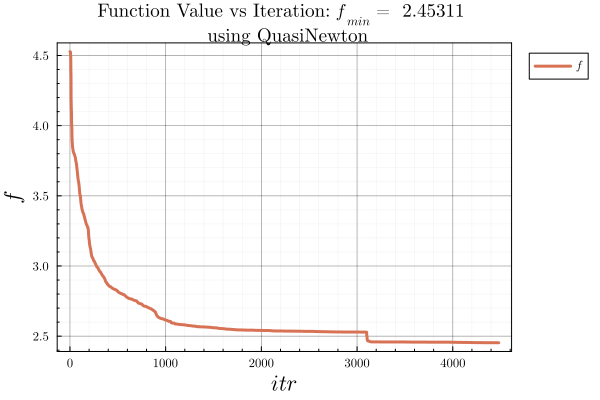 Function Value vs Iteration: f_min = 2.45311
using QuasiNewton
f
4.5
4.0
3.5
3.0
2.5
f
0
1000
2000
3000
4000
itr